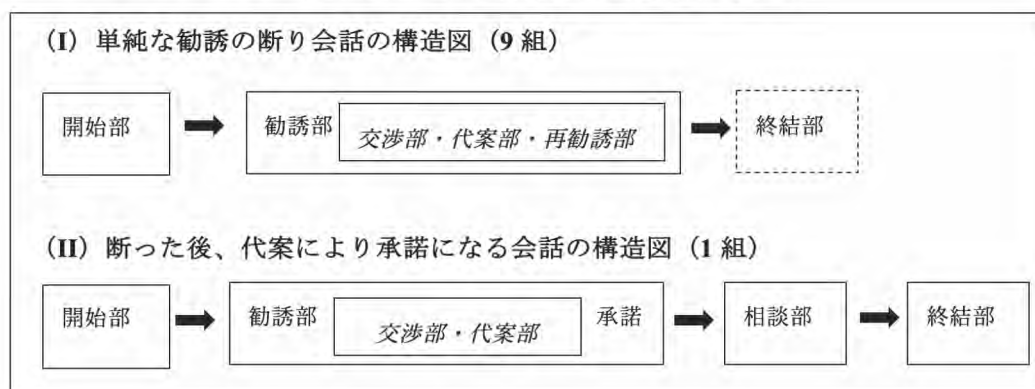 (I) 単純な勧誘の断り会話の構造図（9 組）
開始部
勧誘部
交渉部・代案部・再勧誘部
終結部
(II) 断った後、代案により承諾になる会話の構造図（1 組）
開始部
勧誘部
交渉部・代案部
承諾
相談部
終結部